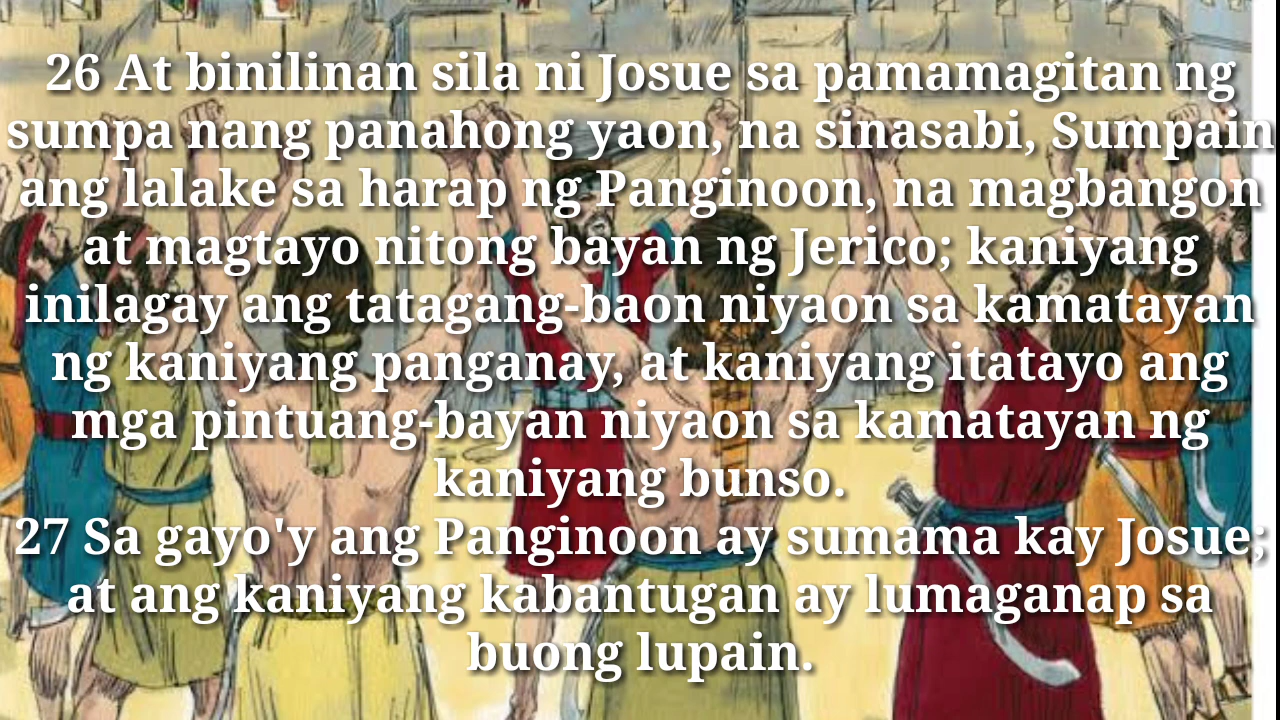 26 At binilinan sila ni Josue sa pamamagitan ng
sumpa nang panahong yaon, na sinasabi, Sumpain
ang lalake sa harap ng Panginoon, na magbangon
at magtayo nitong bayan ng Jerico; kaniyang
inilagay ang tatagang-baon niyaon sa kamatayan
ng kaniyang panganay, at kaniyang itatayo ang
mga pintuang-bayan niyaon sa kamatayan ng
kaniyang bunso.
27 Sa gayo'y ang Panginoon ay sumama kay Josue;
at ang kaniyang kabantugan ay lumaganap sa
buong lupain.